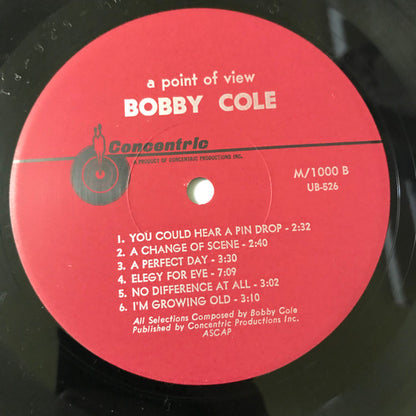 a point of view
BOBBY COLE
Concentric
A PRODUCT OF CONCENTRIC PRODUCTIONS INC.
M/1000 B
UB-526
1. YOU COULD HEAR A PIN DROP - 2:32
2. A CHANGE OF SCENE - 2:40
3. A PERFECT DAY - 3:30
4. ELEGY FOR EVE - 7:09
5. NO DIFFERENCE AT ALL - 3:02
6. I'M GROWING OLD - 3:10
All Selections Composed by Bobby Cole
Published by Concentric Productions Inc.
ASCAP